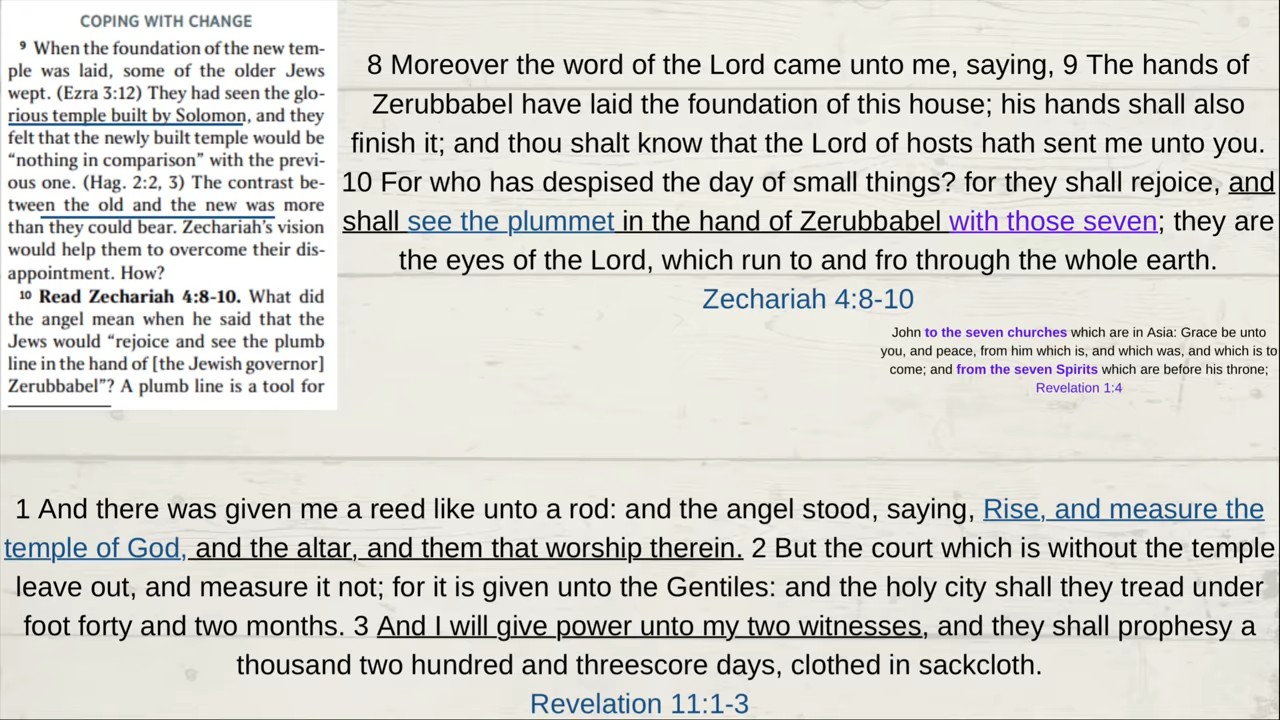 COPING WITH CHANGE
9 When the foundation of the new tem-
ple was laid, some of the older Jews
wept. (Ezra 3:12) They had seen the glo-
rious temple built by Solomon, and they
felt that the newly built temple would be
“nothing in comparison” with the previ-
ous one. (Hag. 2:2, 3) The contrast be-
tween the old and the new was more
than they could bear. Zechariah’s vision
would help them to overcome their dis-
appointment. How?
10 Read Zechariah 4:8-10. What did
the angel mean when he said that the
Jews would “rejoice and see the plumb
line in the hand of [the Jewish governor]
Zerubbabel”? A plumb line is a tool for
8 Moreover the word of the Lord came unto me, saying, 9 The hands of
Zerubbabel have laid the foundation of this house; his hands shall also
finish it; and thou shalt know that the Lord of hosts hath sent me unto you.
10 For who has despised the day of small things? for they shall rejoice, and
shall see the plummet in the hand of Zerubbabel with those seven; they are
the eyes of the Lord, which run to and fro through the whole earth.
Zechariah 4:8-10
John to the seven churches which are in Asia: Grace be unto
you, and peace, from him which is, and which was, and which is to
come; and from the seven Spirits which are before his throne;
Revelation 1:4
1 And there was given me a reed like unto a rod: and the angel stood, saying, Rise, and measure the
temple of God, and the altar, and them that worship therein. 2 But the court which is without the temple
leave out, and measure it not; for it is given unto the Gentiles: and the holy city shall they tread under
foot forty and two months. 3 And I will give power unto my two witnesses, and they shall prophesy a
thousand two hundred and threescore days, clothed in sackcloth.
Revelation 11:1-3